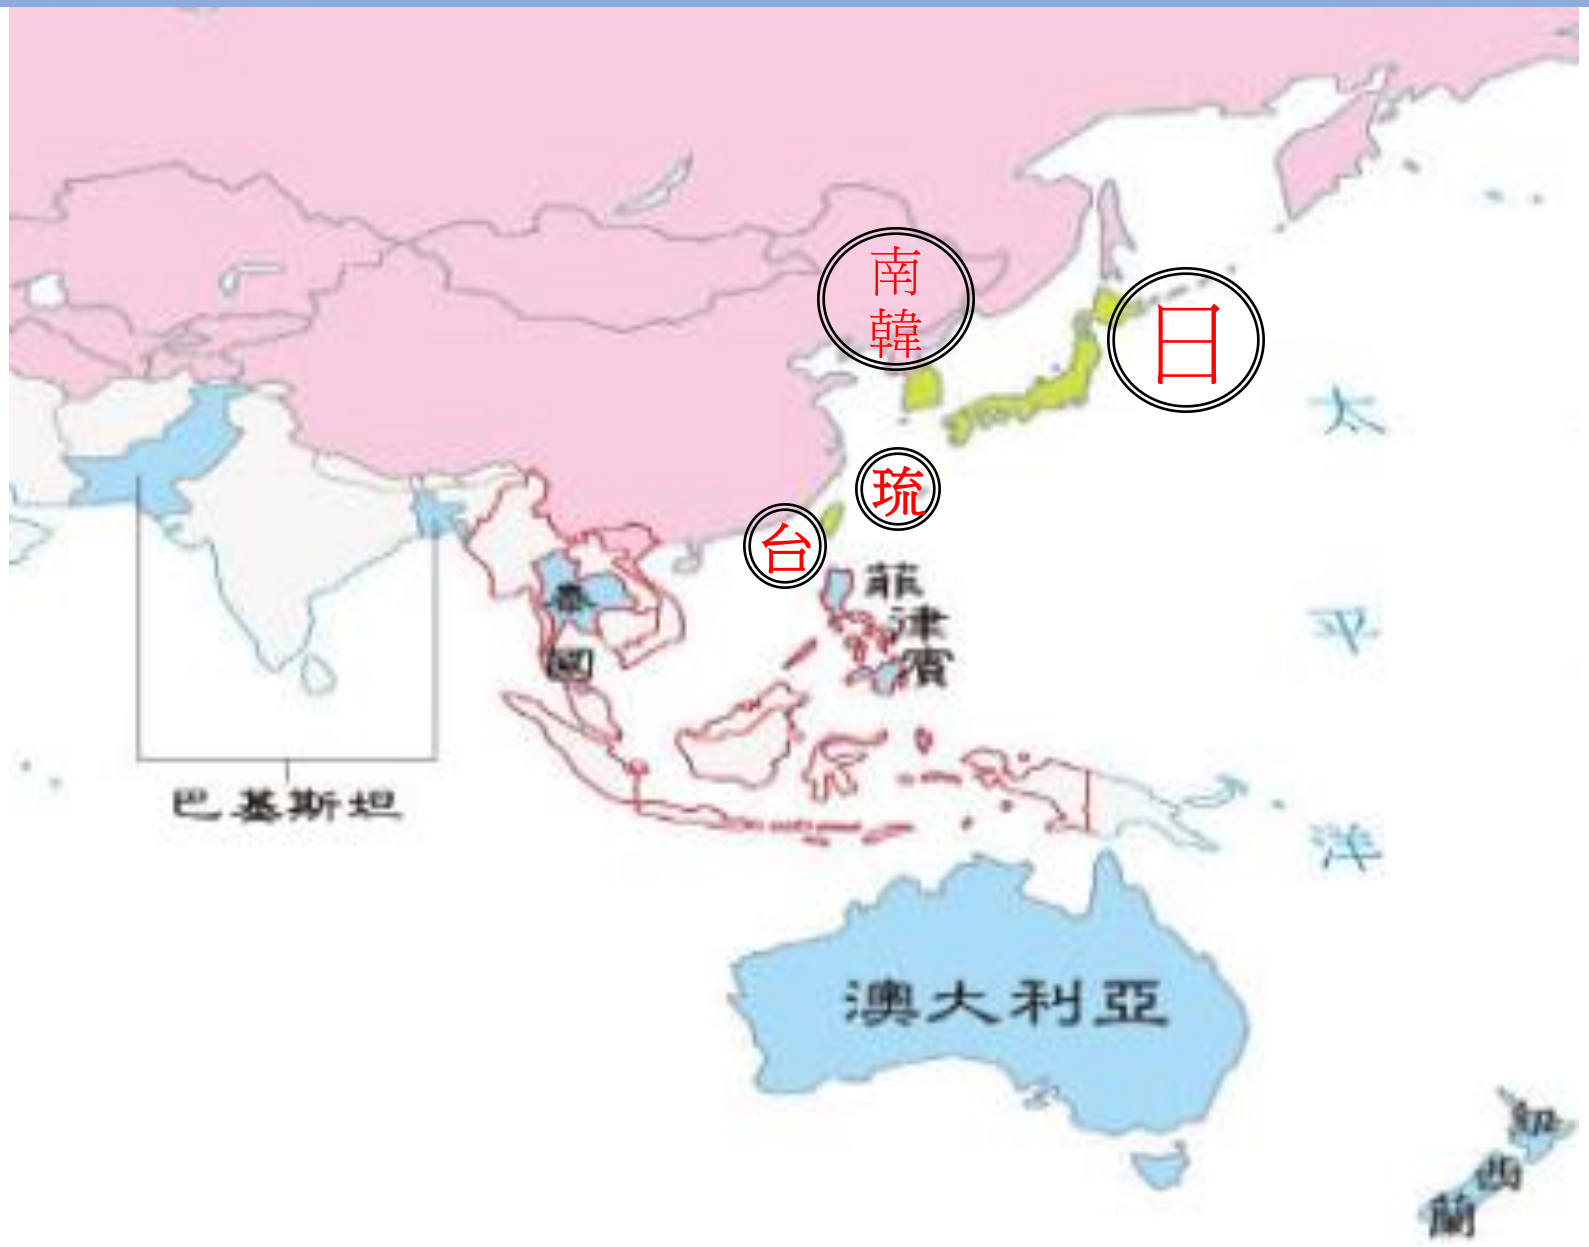 南
韓
日
琉
台
太
平
洋
菲
津
賓
泰
國
巴基斯坦
澳大利亞
紐
西
蘭